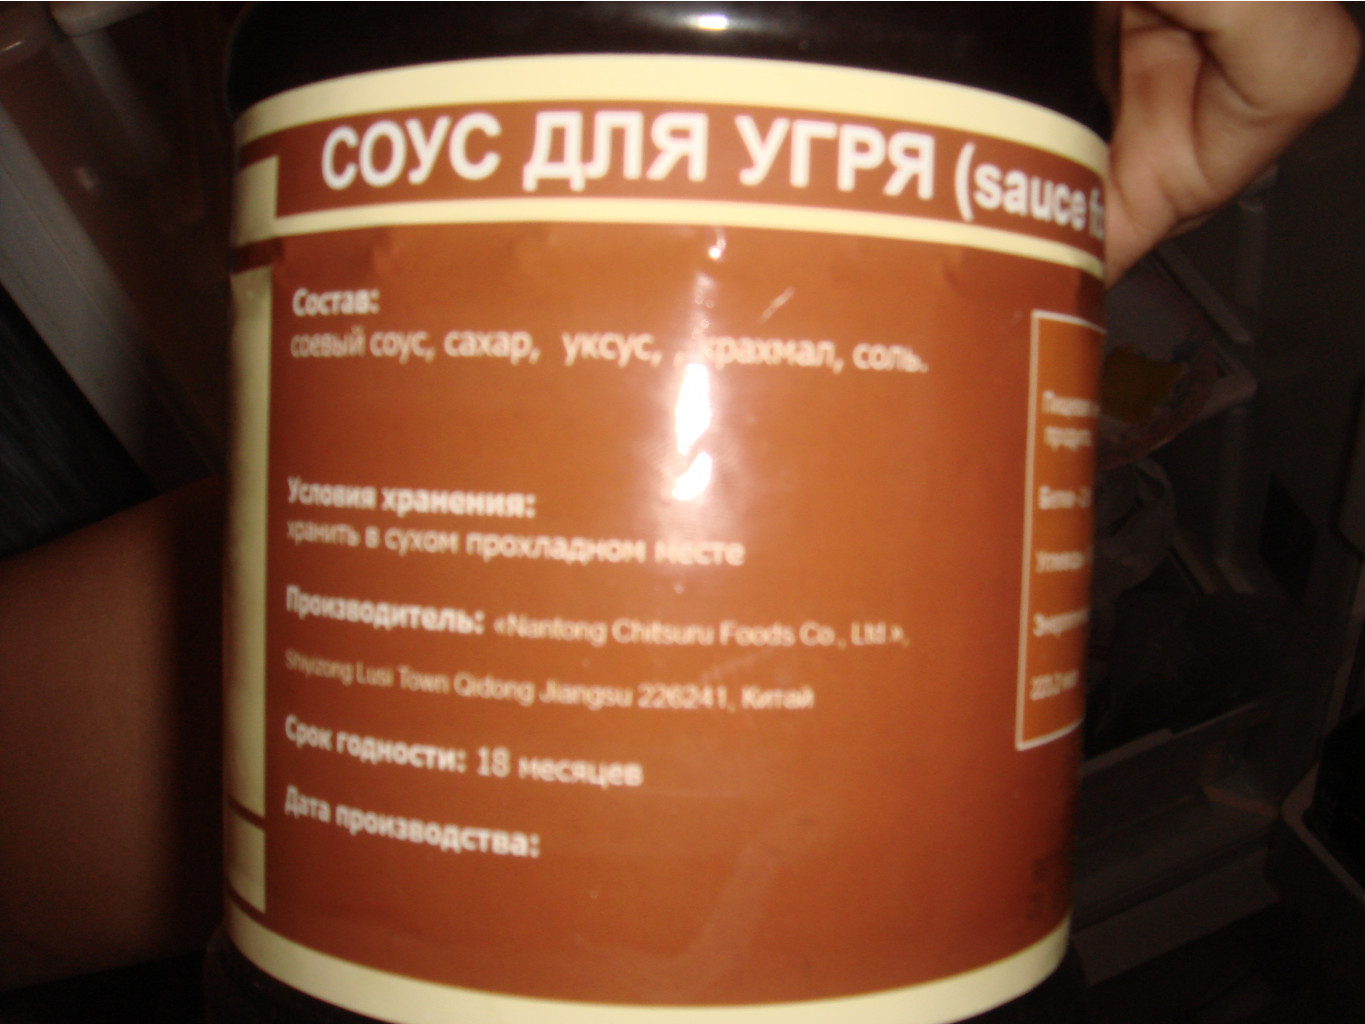 СОУС ДЛЯ УГРЯ (sauce
Состав:
соевый соус, сахар, уксус, , крахмал, соль.
Условия хранения:
хранить в сухом прохладном месте
Производитель: «Nantong Chitsuru Foods Co., Ltd.»,
Shiyizong Lusi Town Qidong Jiangsu 226241, Китай
Срок годности: 18 месяцев
Дата производства: